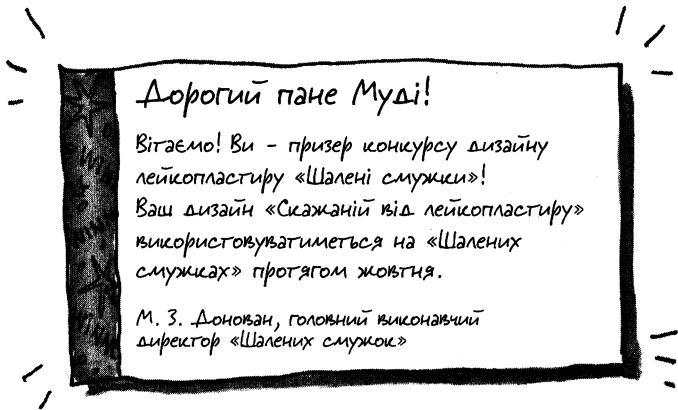 Дорогий пане Муді!
Вітаємо! Ви – призер конкурсу дизайну
лейкопластиру «Шалені смужки»!
Ваш дизайн «Скажаній від лейкопластиру»
використовуватиметься на «Шалених
смужках» протягом жовтня.
М. З. Донован, головний виконавчий
директор «Шалених смужок»